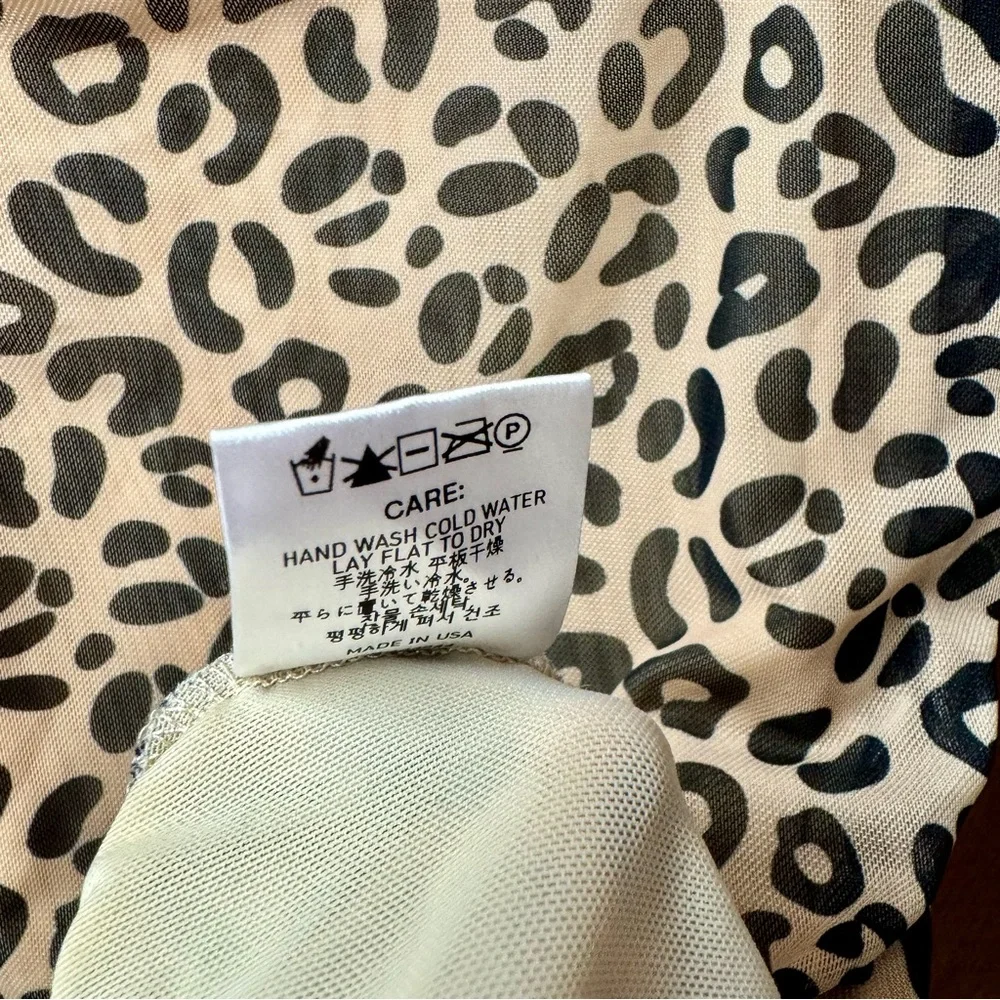 P
CARE:
HAND WASH COLD WATER
LAY FLAT TO DRY
手洗冷水 平板干燥
手洗い冷水。
平らに置いて乾燥させる。
찬물 손세탁
평평하게 펴서 건조
MADE IN USA